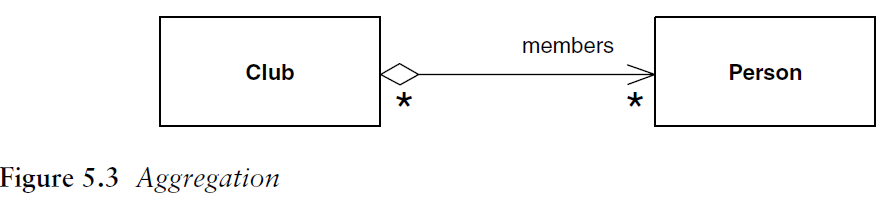 members
Club
Person
* *
Figure 5.3 Aggregation